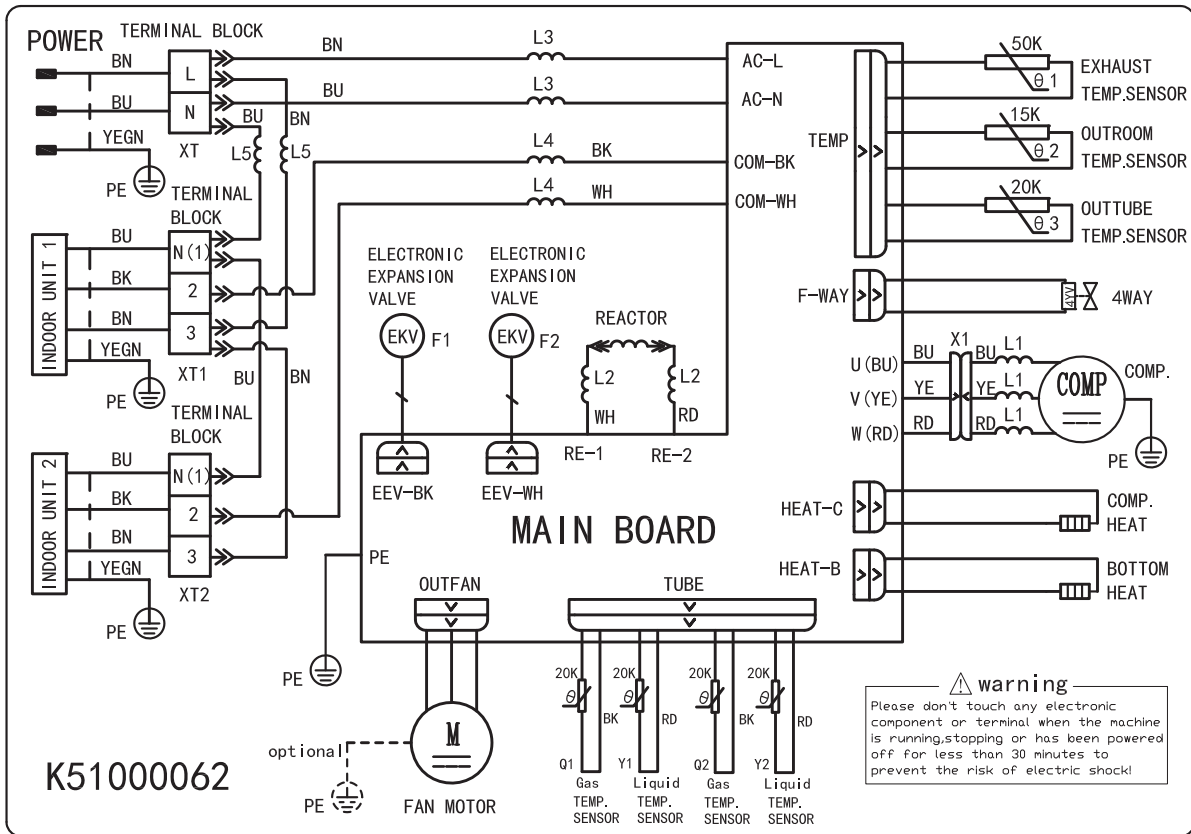 POWER
TERMINAL BLOCK
BN
BU
YEGN
L
N
XT
PE
BN
BU
BU
BN
L5
L5
L3
L3
L4
BK
L4
WH
TERMINAL
BLOCK
INDOOR UNIT 1
BU
BK
BN
YEGN
N(1)
2
3
XT1
PE
BU
BN
TERMINAL
BLOCK
INDOOR UNIT 2
BU
BK
BN
YEGN
N(1)
2
3
XT2
PE
ELECTRONIC
EXPANSION
VALVE
EKV
F1
ELECTRONIC
EXPANSION
VALVE
EKV
F2
REACTOR
L2
L2
WH
RD
RE-1
RE-2
EEV-BK
EEV-WH
MAIN BOARD
AC-L
AC-N
COM-BK
COM-WH
TEMP
50K
θ1
EXHAUST
TEMP.SENSOR
15K
θ2
OUTROOM
TEMP.SENSOR
20K
θ3
OUTTUBE
TEMP.SENSOR
F-WAY
4YV
4WAY
U(BU)
V(YE)
W(RD)
BU
YE
RD
X1
BU
YE
RD
L1
L1
L1
COMP
COMP.
PE
HEAT-C
COMP.
HEAT
HEAT-B
BOTTOM
HEAT
PE
PE
OUTFAN
TUBE
M
optional
PE
FAN MOTOR
20K
θ
BK
Q1
Gas
TEMP.
SENSOR
20K
θ
RD
Y1
Liquid
TEMP.
SENSOR
20K
θ
BK
Q2
Gas
TEMP.
SENSOR
20K
θ
RD
Y2
Liquid
TEMP.
SENSOR
K51000062
warning
Please don't touch any electronic
component or terminal when the machine
is running,stopping or has been powered
off for less than 30 minutes to
prevent the risk of electric shock!